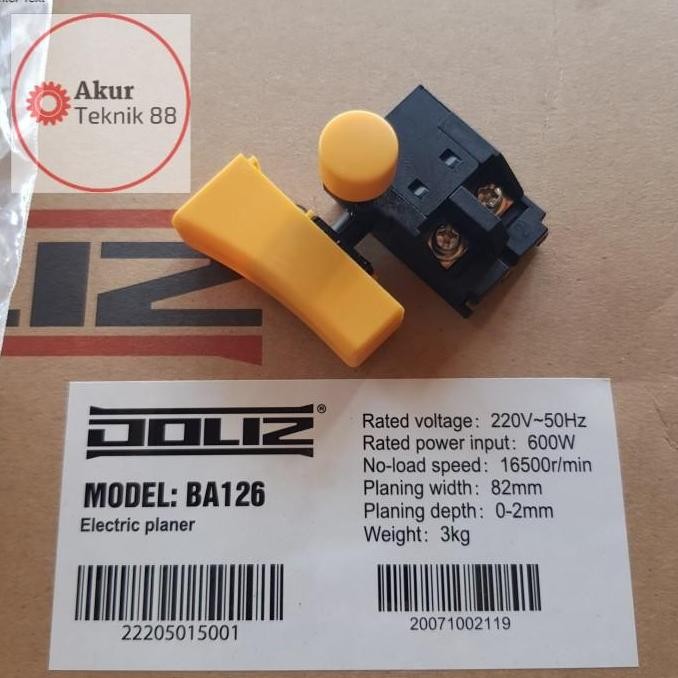 Akur
Teknik 88
IZ
DOLIZ®
MODEL: BA126
Electric planer
22205015001
Rated voltage: 220V~50Hz
Rated power input: 600W
No-load speed: 16500r/min
Planing width: 82mm
Planing depth: 0-2mm
Weight: 3kg
20071002119